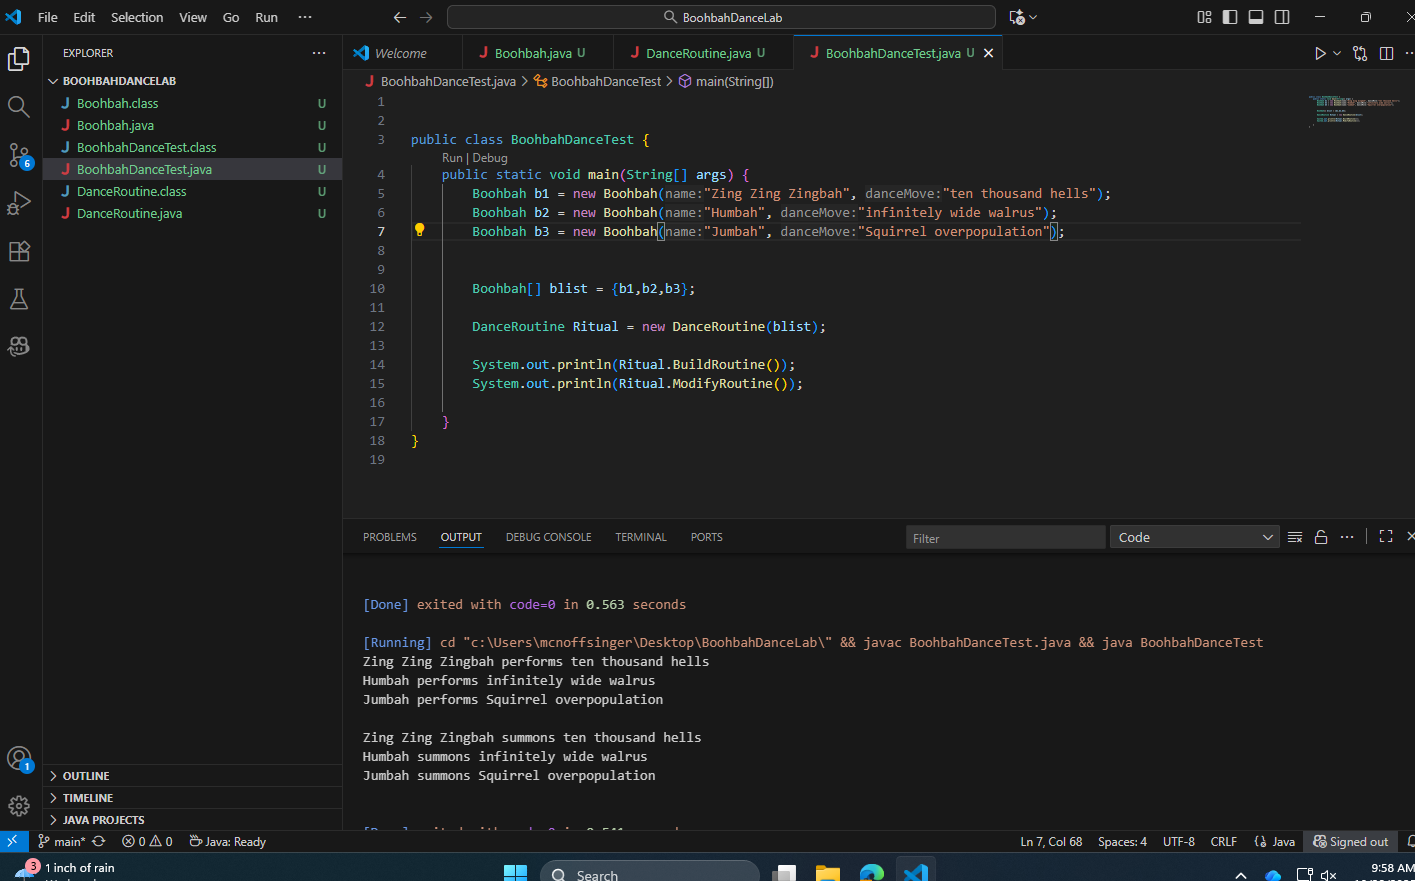 File Edit Selection View Go Run ··· BoohbahDanceLab
EXPLORER ···
BOOHBAHDANCELAB
J Boohbah.class U
J Boohbah.java U
J BoohbahDanceTest.class U
J BoohbahDanceTest.java U
J DanceRoutine.class U
J DanceRoutine.java U
6
1
OUTLINE
TIMELINE
JAVA PROJECTS
Welcome J Boohbah.java U J DanceRoutine.java U J BoohbahDanceTest.java U
J BoohbahDanceTest.java > BoohbahDanceTest > main(String[])
1
2
3 public class BoohbahDanceTest {
Run | Debug
4 public static void main(String[] args) {
5 Boohbah b1 = new Boohbah(name:"Zing Zing Zingbah", danceMove:"ten thousand hells");
6 Boohbah b2 = new Boohbah(name:"Humbah", danceMove:"infinitely wide walrus");
7 Boohbah b3 = new Boohbah(name:"Jumbah", danceMove:"Squirrel overpopulation");
8
9
10 Boohbah[] blist = {b1,b2,b3};
11
12 DanceRoutine Ritual = new DanceRoutine(blist);
13
14 System.out.println(Ritual.BuildRoutine());
15 System.out.println(Ritual.ModifyRoutine());
16
17 }
18 }
19
PROBLEMS OUTPUT DEBUG CONSOLE TERMINAL PORTS Filter Code
[Done] exited with code=0 in 0.563 seconds
[Running] cd "c:\Users\mcnoffsinger\Desktop\BoohbahDanceLab\" && javac BoohbahDanceTest.java && java BoohbahDanceTest
Zing Zing Zingbah performs ten thousand hells
Humbah performs infinitely wide walrus
Jumbah performs Squirrel overpopulation
Zing Zing Zingbah summons ten thousand hells
Humbah summons infinitely wide walrus
Jumbah summons Squirrel overpopulation
main* 0 0 Java: Ready Ln 7, Col 68 Spaces: 4 UTF-8 CRLF Java Signed out
3 1 inch of rain Search 9:58 AM